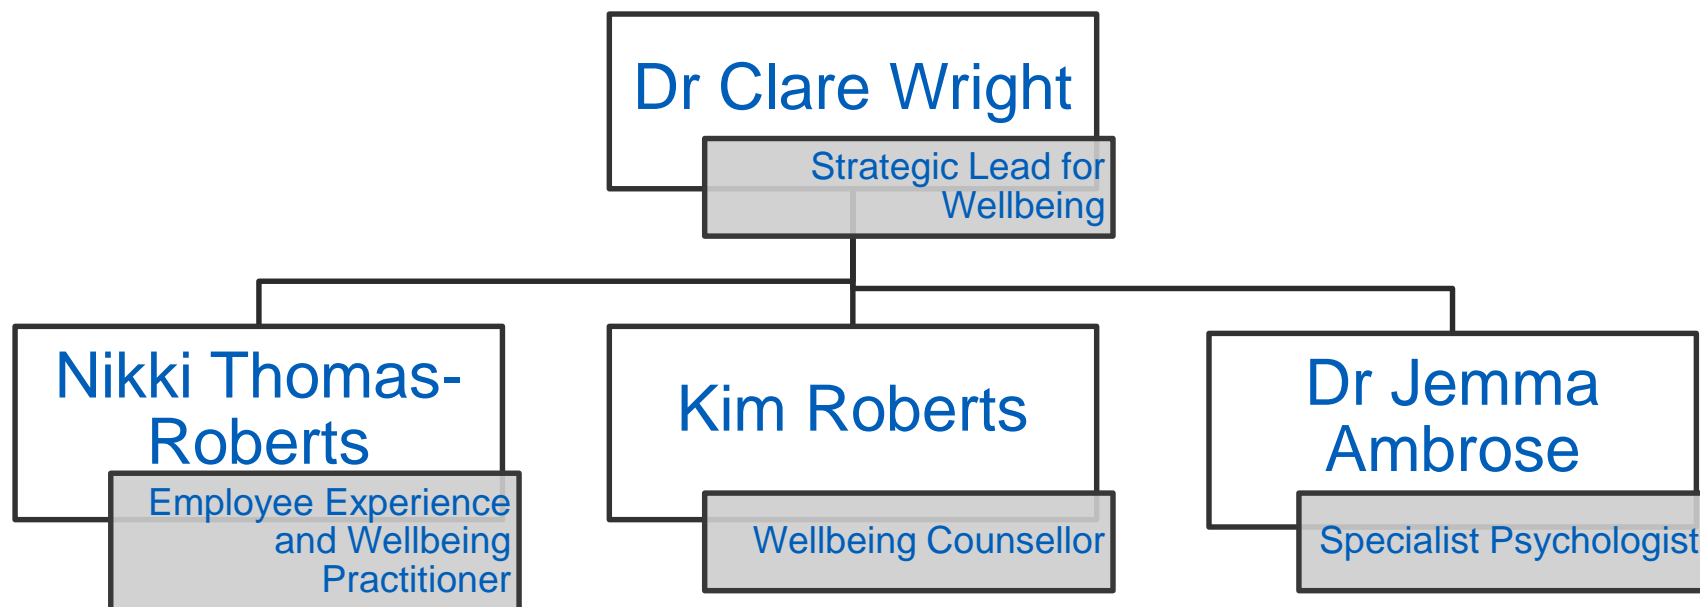 Dr Clare Wright
Strategic Lead for
Wellbeing
Nikki Thomas-
Roberts
Employee Experience
and Wellbeing
Practitioner
Kim Roberts
Wellbeing Counsellor
Dr Jemma
Ambrose
Specialist Psychologist